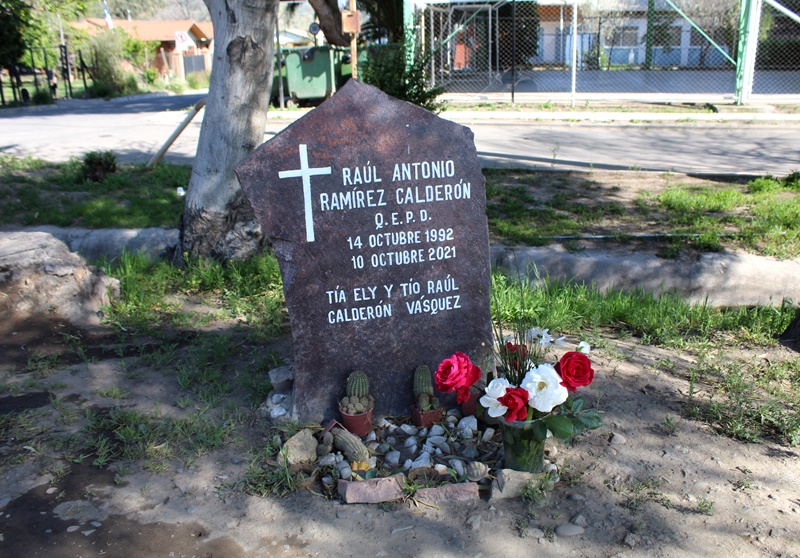 RAÚL ANTONIO
RAMÍREZ CALDERÓN
Q.E.P.D.
14 OCTUBRE 1992
10 OCTUBRE 2021
TÍA ELY Y TÍO RAÚL
CALDERÓN VÁSQUEZ